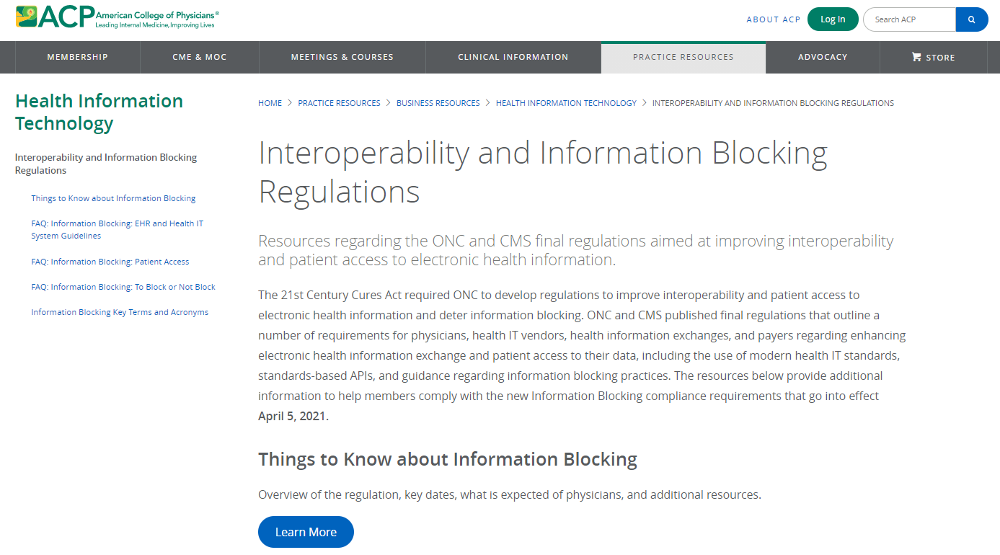 ACP American College of Physicians®
Leading Internal Medicine, Improving Lives
ABOUT ACP
Log In
Search ACP
MEMBERSHIP
CME & MOC
MEETINGS & COURSES
CLINICAL INFORMATION
PRACTICE RESOURCES
ADVOCACY
STORE
Health Information
Technology
Interoperability and Information Blocking
Regulations
Things to Know about Information Blocking
FAQ: Information Blocking: EHR and Health IT
System Guidelines
FAQ: Information Blocking: Patient Access
FAQ: Information Blocking: To Block or Not Block
Information Blocking Key Terms and Acronyms
HOME > PRACTICE RESOURCES > BUSINESS RESOURCES > HEALTH INFORMATION TECHNOLOGY > INTEROPERABILITY AND INFORMATION BLOCKING REGULATIONS
Interoperability and Information Blocking
Regulations
Resources regarding the ONC and CMS final regulations aimed at improving interoperability
and patient access to electronic health information.
The 21st Century Cures Act required ONC to develop regulations to improve interoperability and patient access to
electronic health information and deter information blocking. ONC and CMS published final regulations that outline a
number of requirements for physicians, health IT vendors, health information exchanges, and payers regarding enhancing
electronic health information exchange and patient access to their data, including the use of modern health IT standards,
standards-based APIs, and guidance regarding information blocking practices. The resources below provide additional
information to help members comply with the new Information Blocking compliance requirements that go into effect
April 5, 2021.
Things to Know about Information Blocking
Overview of the regulation, key dates, what is expected of physicians, and additional resources.
Learn More